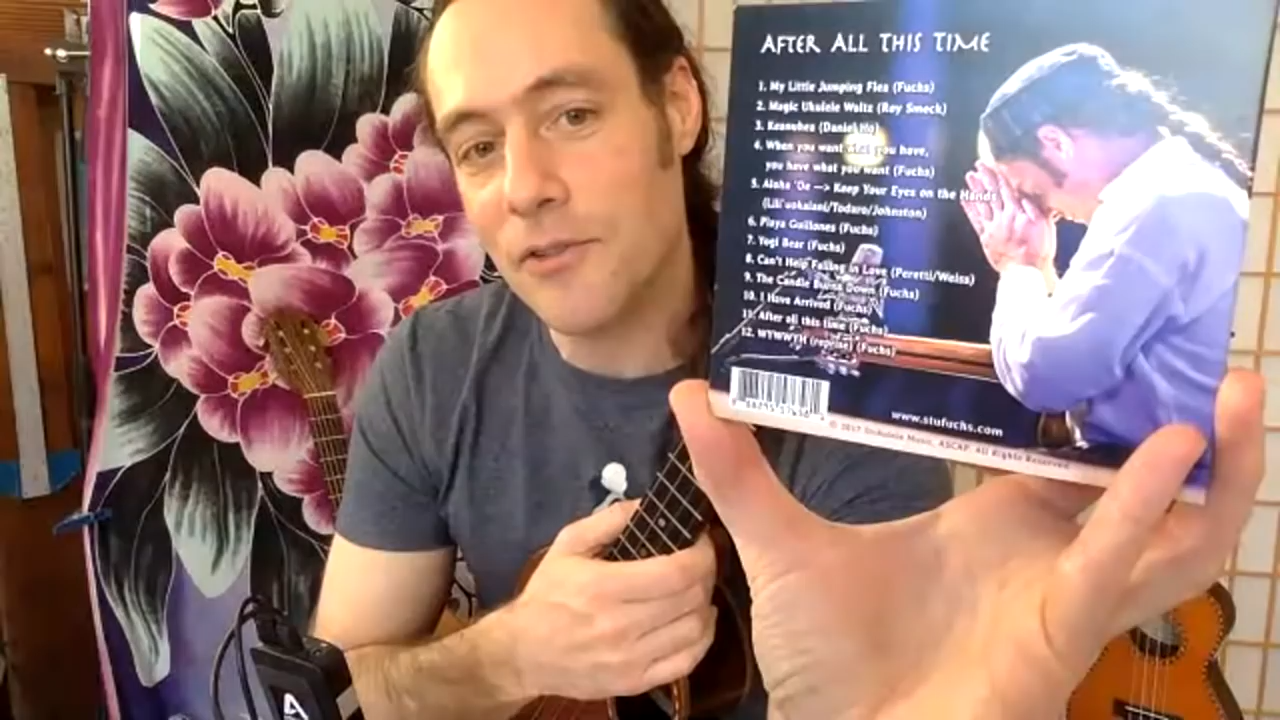 AFTER ALL THIS TIME
1. My Little Jumping Flea (Fuchs)
2. Magic Ukulele Waltz (Roy Smeck)
3. Keanuhea (Daniel Ho)
4. When you want what you have,
you have what you want (Fuchs)
5. Aloha 'Oe —> Keep Your Eyes on the Hands
(Lili'uokalani/Todaro/Johnston)
6. Playa Guiliones (Fuchs)
7. Yogi Bear (Fuchs)
8. Can't Help Falling in Love (Peretti/Weiss)
9. The Candle Burns Down (Fuchs)
10. I Have Arrived (Fuchs)
11. After all this time (Fuchs)
12. WYWWYH (reprise) (Fuchs)
www.stufuchs.com
© 2017 Stukulele Music, ASCAP. All Rights Reserved